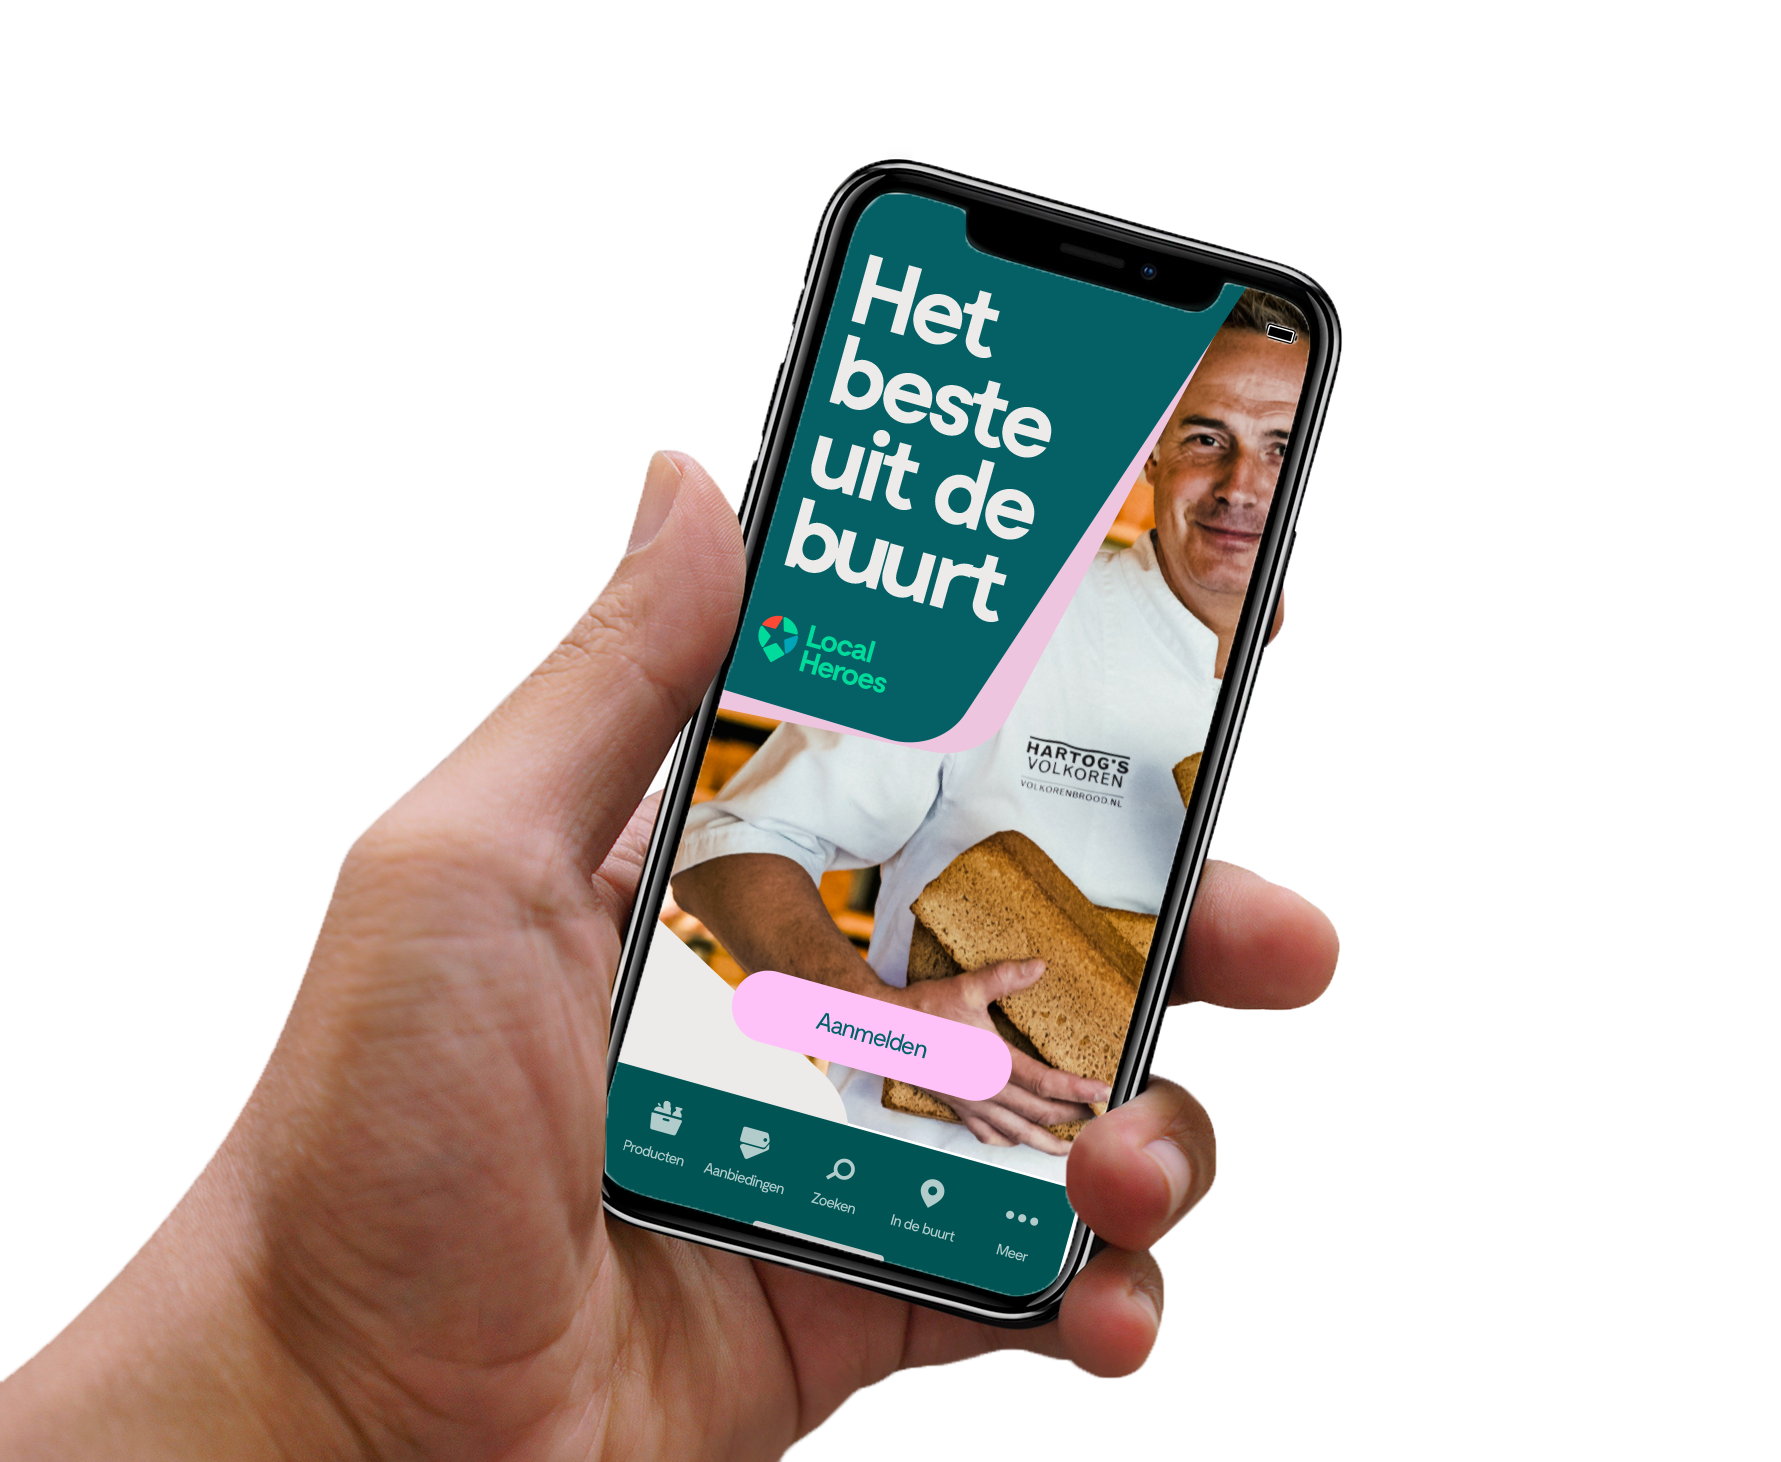 Het
beste
uit de
buurt
Local
Heroes
HARTOG'S
VOLKOREN
VOLKORENBROOD.NL
Aanmelden
Producten
Aanbiedingen
Zoeken
In de buurt
Meer